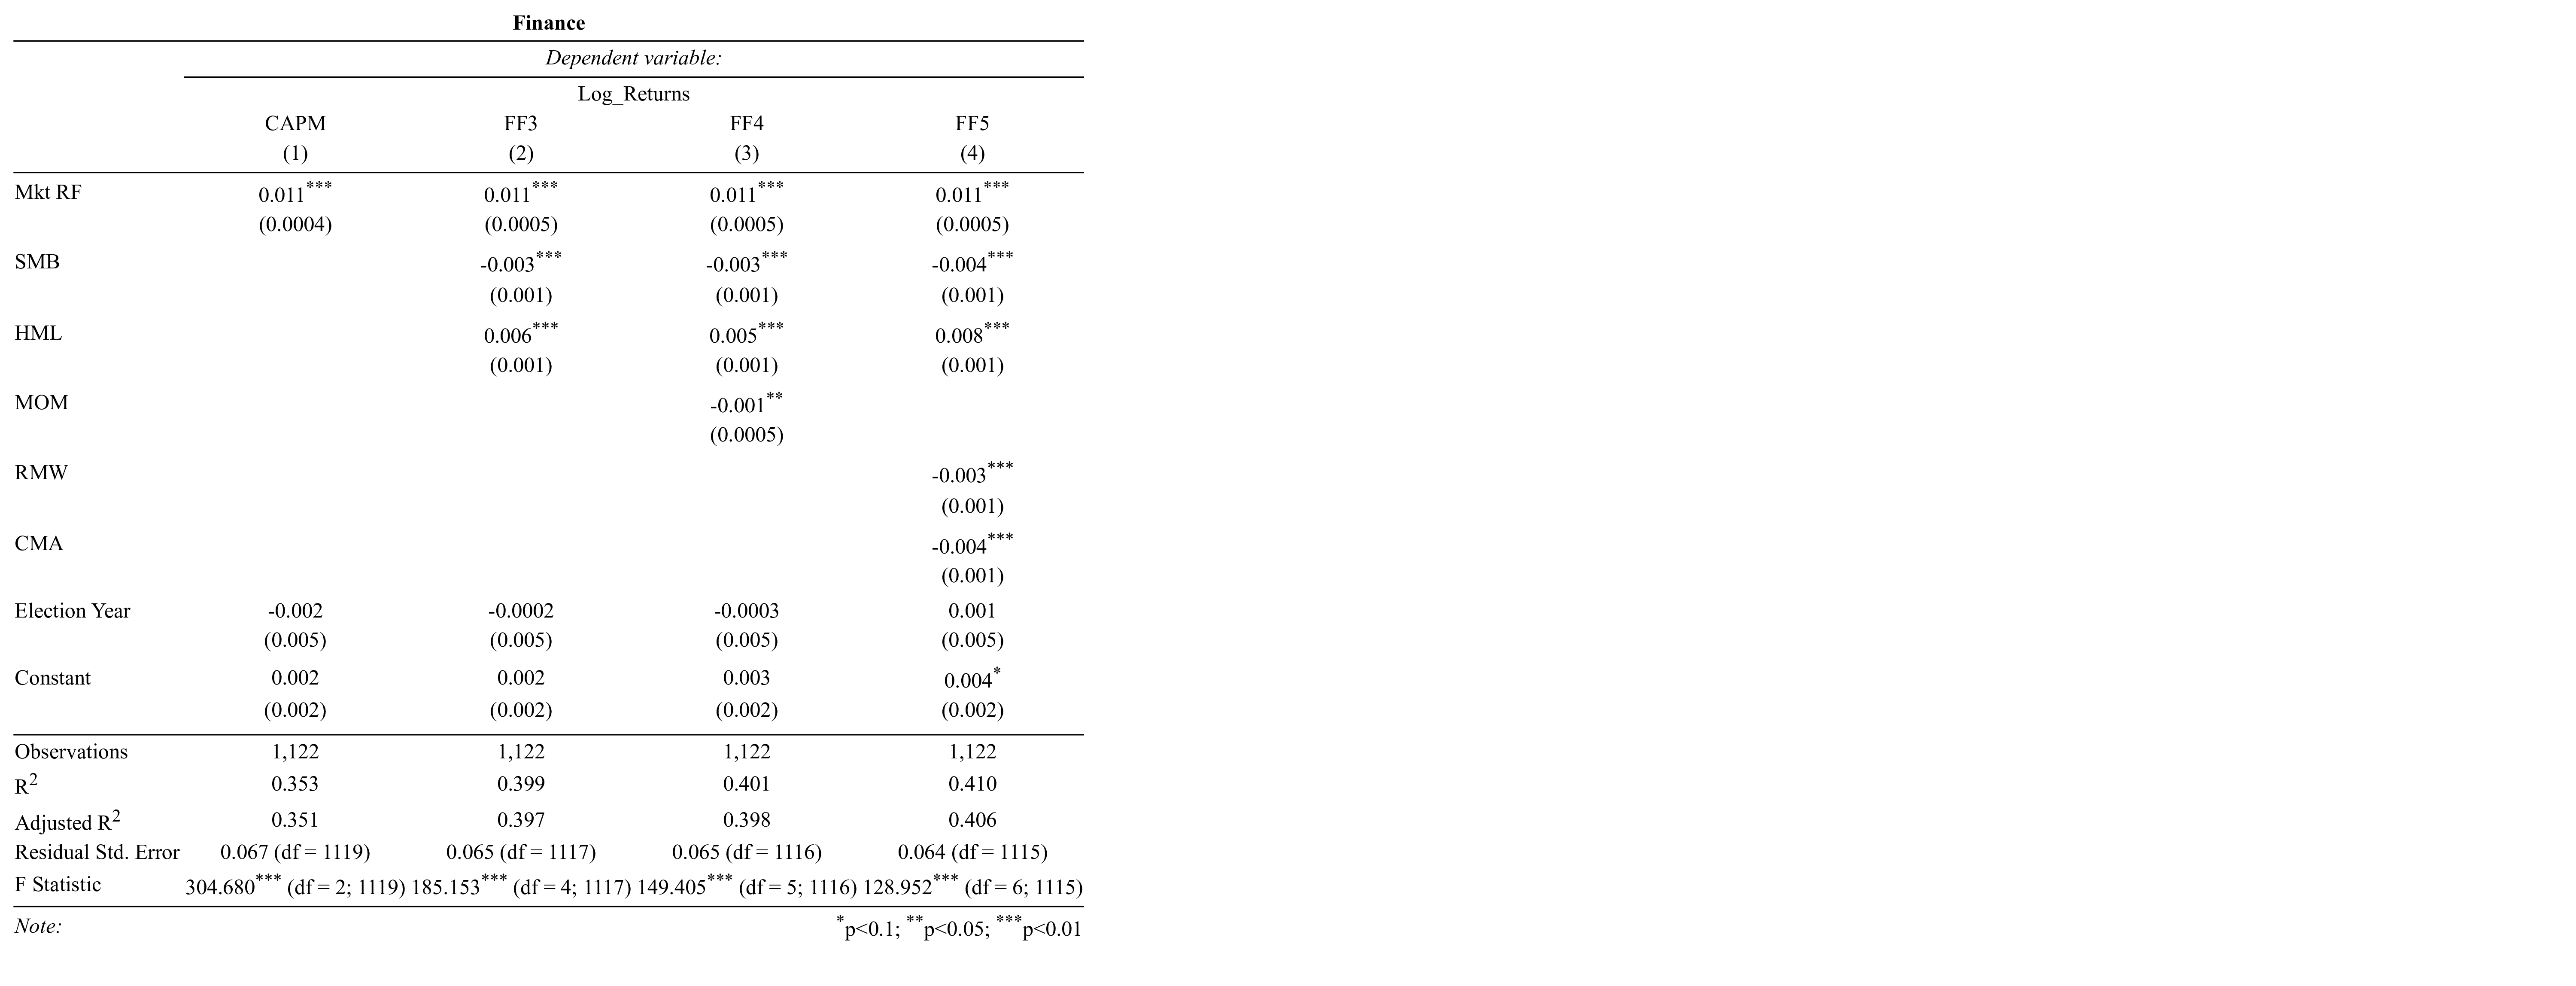 Finance
Dependent variable:
Log_Returns
CAPM FF3 FF4 FF5
(1) (2) (3) (4)
Mkt RF 0.011*** 0.011*** 0.011*** 0.011***
(0.0004) (0.0005) (0.0005) (0.0005)
SMB -0.003*** -0.003*** -0.004***
(0.001) (0.001) (0.001)
HML 0.006*** 0.005*** 0.008***
(0.001) (0.001) (0.001)
MOM -0.001**
(0.0005)
RMW -0.003***
(0.001)
CMA -0.004***
(0.001)
Election Year -0.002 -0.0002 -0.0003 0.001
(0.005) (0.005) (0.005) (0.005)
Constant 0.002 0.002 0.003 0.004*
(0.002) (0.002) (0.002) (0.002)
Observations 1,122 1,122 1,122 1,122
R2 0.353 0.399 0.401 0.410
Adjusted R2 0.351 0.397 0.398 0.406
Residual Std. Error 0.067 (df = 1119) 0.065 (df = 1117) 0.065 (df = 1116) 0.064 (df = 1115)
F Statistic 304.680*** (df = 2; 1119) 185.153*** (df = 4; 1117) 149.405*** (df = 5; 1116) 128.952*** (df = 6; 1115)
Note: *p<0.1; **p<0.05; ***p<0.01